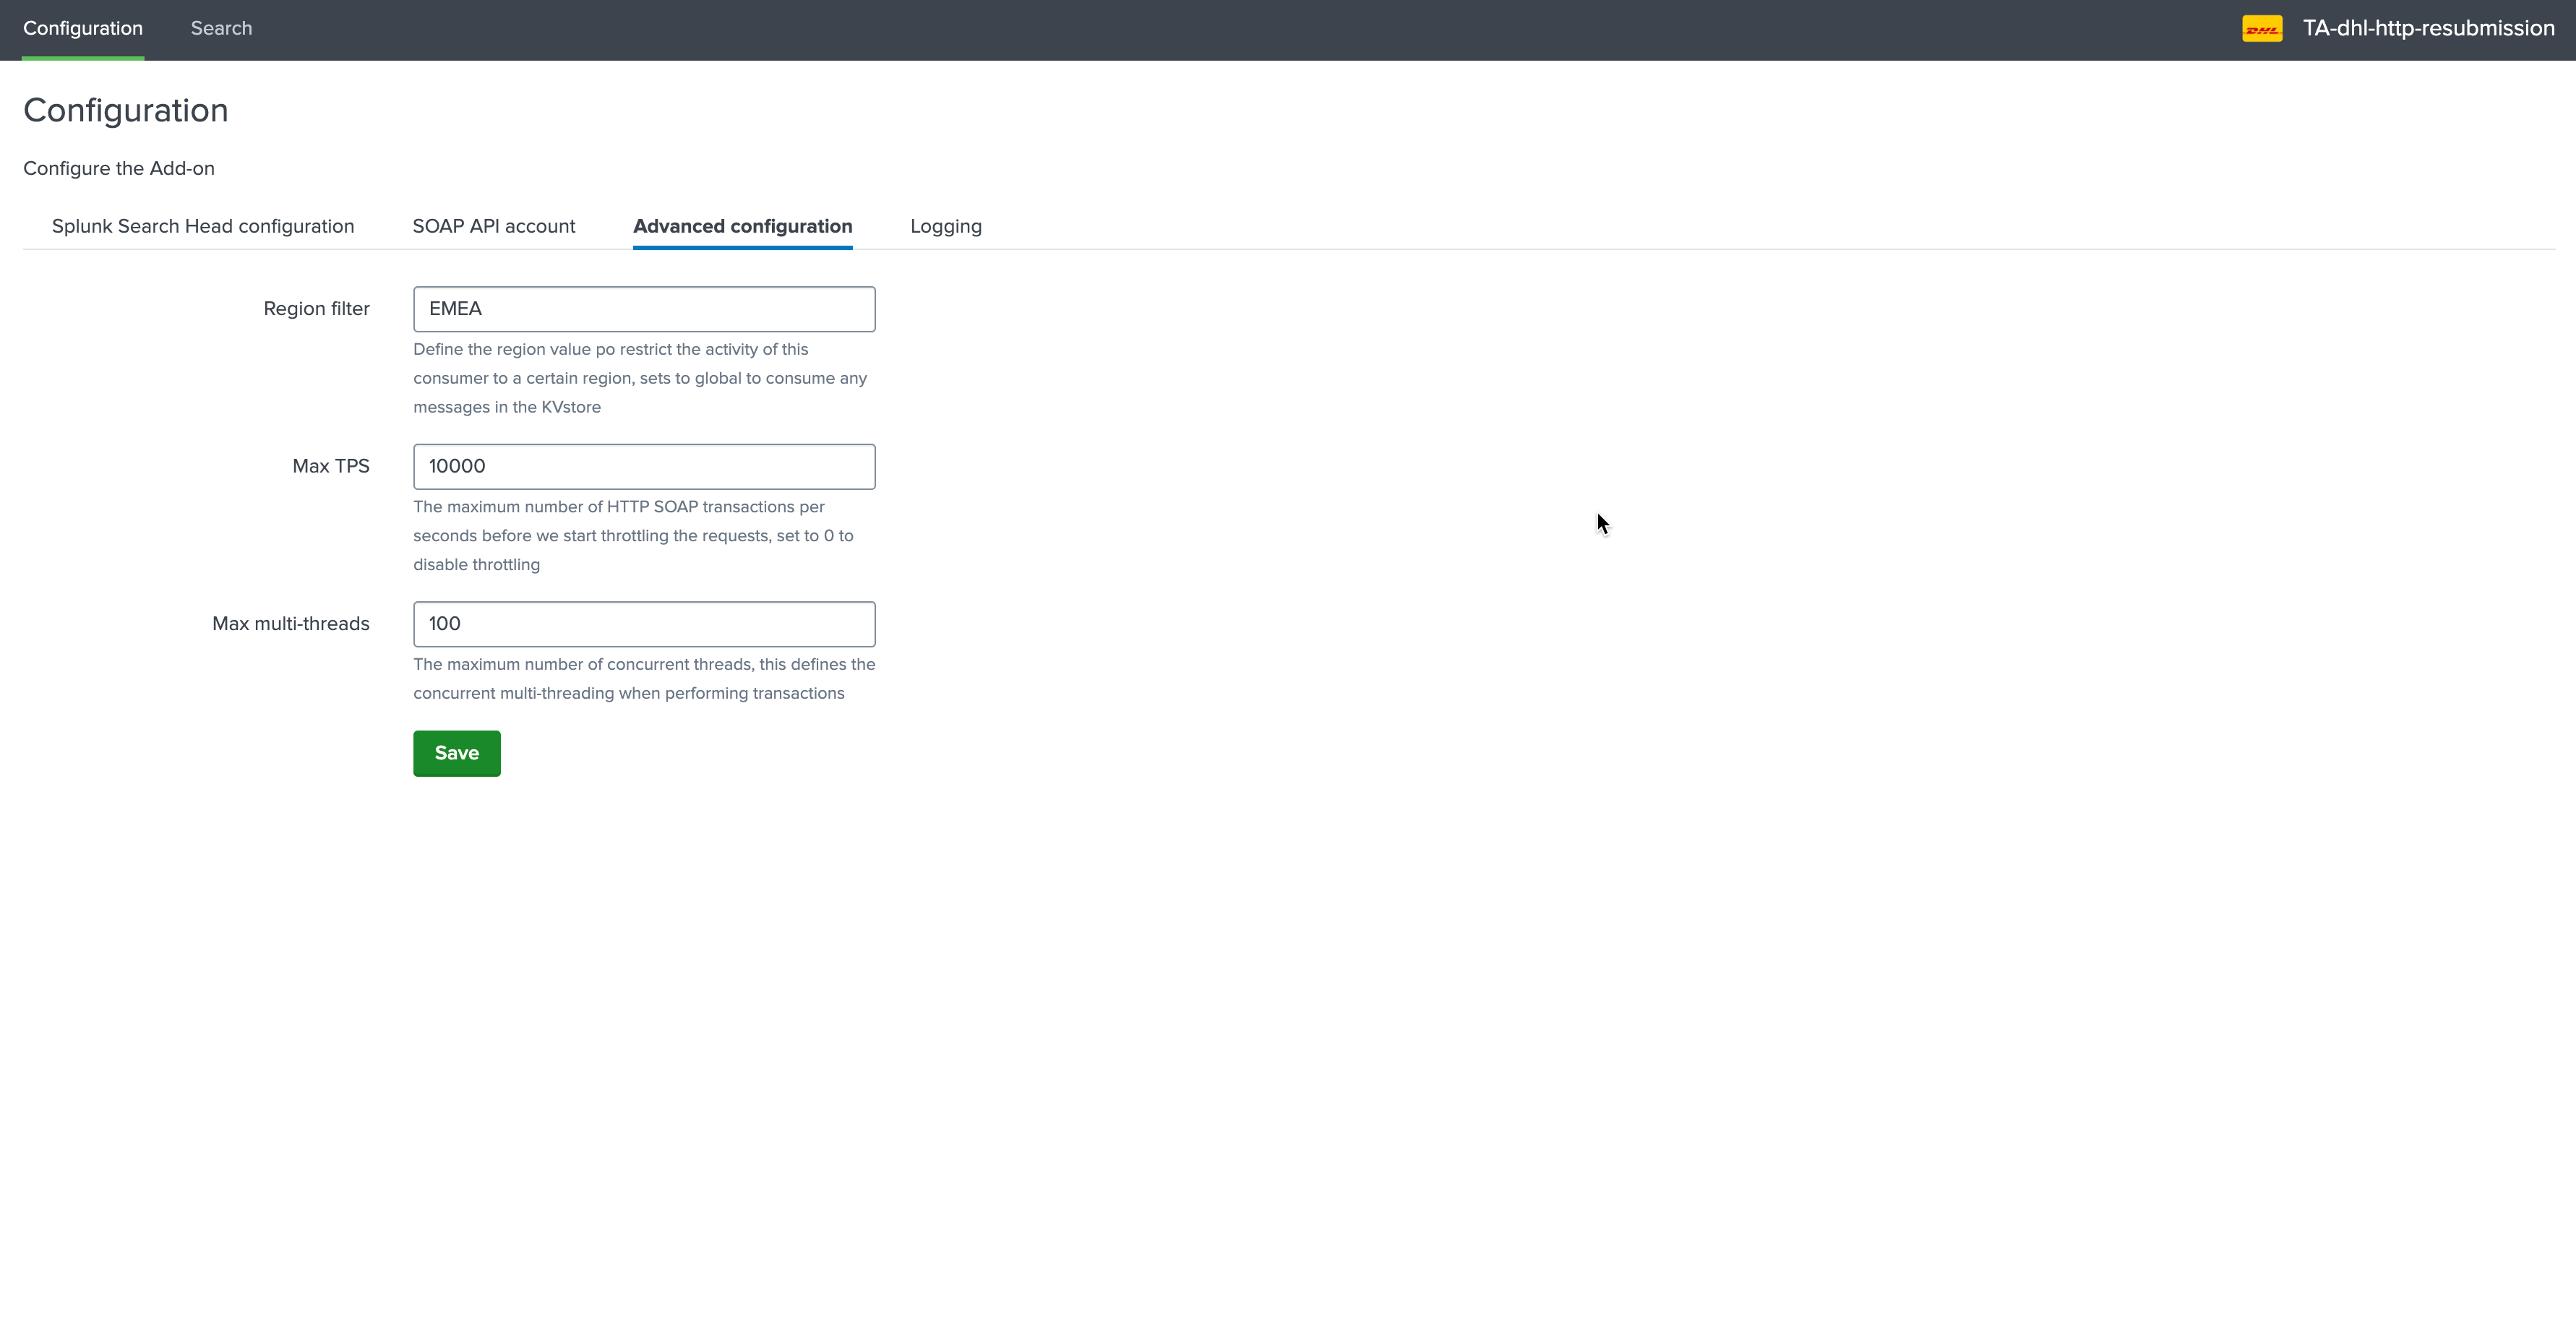 Configuration
Search
DHL
TA-dhl-http-resubmission
Configuration
Configure the Add-on
Splunk Search Head configuration
SOAP API account
Advanced configuration
Logging
Region filter
EMEA
Define the region value po restrict the activity of this
consumer to a certain region, sets to global to consume any
messages in the KVstore
Max TPS
10000
The maximum number of HTTP SOAP transactions per
seconds before we start throttling the requests, set to 0 to
disable throttling
Max multi-threads
100
The maximum number of concurrent threads, this defines the
concurrent multi-threading when performing transactions
Save